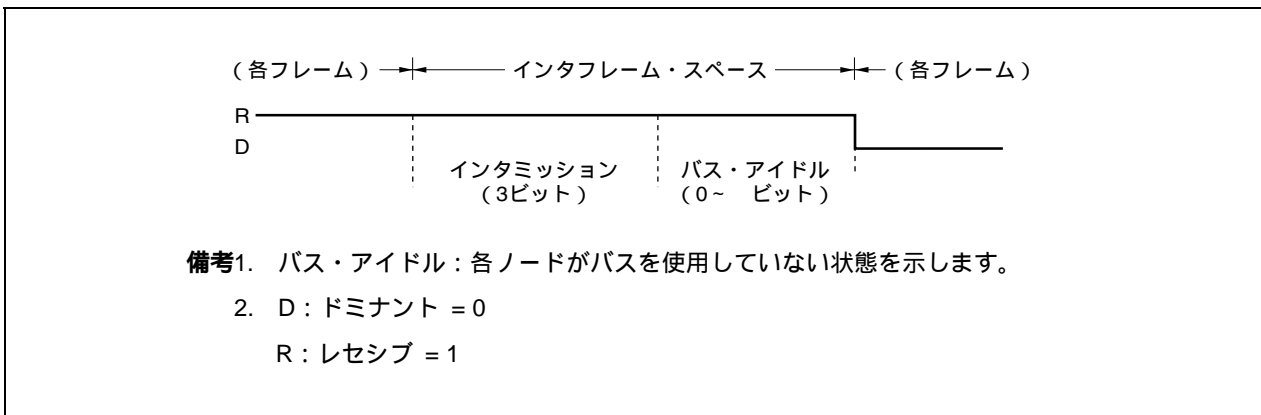 (各フレーム) インタフレーム・スペース (各フレーム)
R
D
インタミッション バス・アイドル
(3ビット) (0~ ビット)
備考1. バス・アイドル:各ノードがバスを使用していない状態を示します。
2. D:ドミナント = 0
R:レセシブ = 1